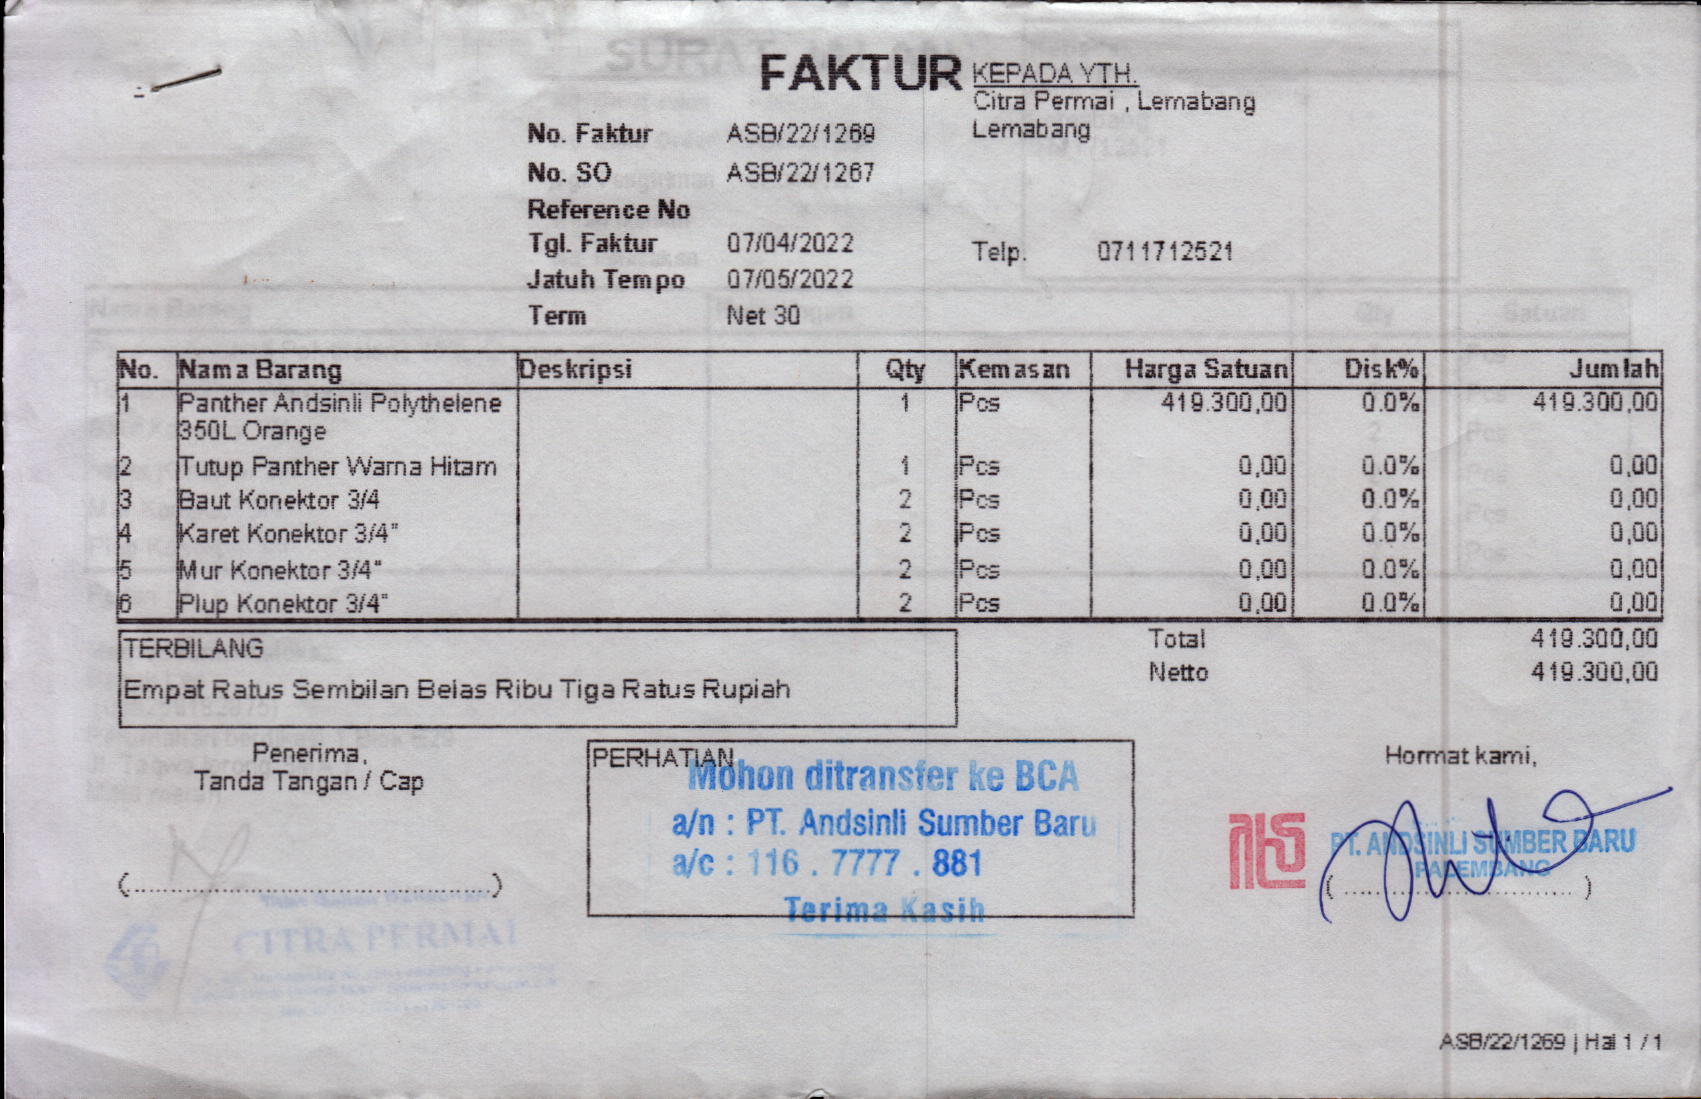 FAKTUR
KEPADA YTH.
Citra Permai , Lemabang
Lemabang
No. Faktur ASB/22/1269
No. SO ASB/22/1267
Reference No
Tgl. Faktur 07/04/2022
Telp. 0711712521
Jatuh Tempo 07/05/2022
Term Net 30
No. Nama Barang Deskripsi Qty Kemasan Harga Satuan Disk% Jumlah
1 Panther Andsinli Polythelene 1 Pcs 419.300,00 0.0% 419.300,00
350L Orange
2 Tutup Panther Warna Hitam 1 Pcs 0,00 0.0% 0,00
3 Baut Konektor 3/4 2 Pcs 0,00 0.0% 0,00
4 Karet Konektor 3/4" 2 Pcs 0,00 0.0% 0,00
5 Mur Konektor 3/4" 2 Pcs 0,00 0.0% 0,00
6 Plup Konektor 3/4" 2 Pcs 0,00 0.0% 0,00
TERBILANG
Empat Ratus Sembilan Belas Ribu Tiga Ratus Rupiah
Total 419.300,00
Netto 419.300,00
Penerima,
Tanda Tangan / Cap
PERHATIAN
Mohon ditransfer ke BCA
a/n : PT. Andsinli Sumber Baru
a/c : 116 . 7777 . 881
Terima Kasih
Hormat kami,
PT. ANDSINLI SUMBER BARU
PALEMBANG
CITRA PERMAI
ASB/22/1269 | Hal 1 / 1